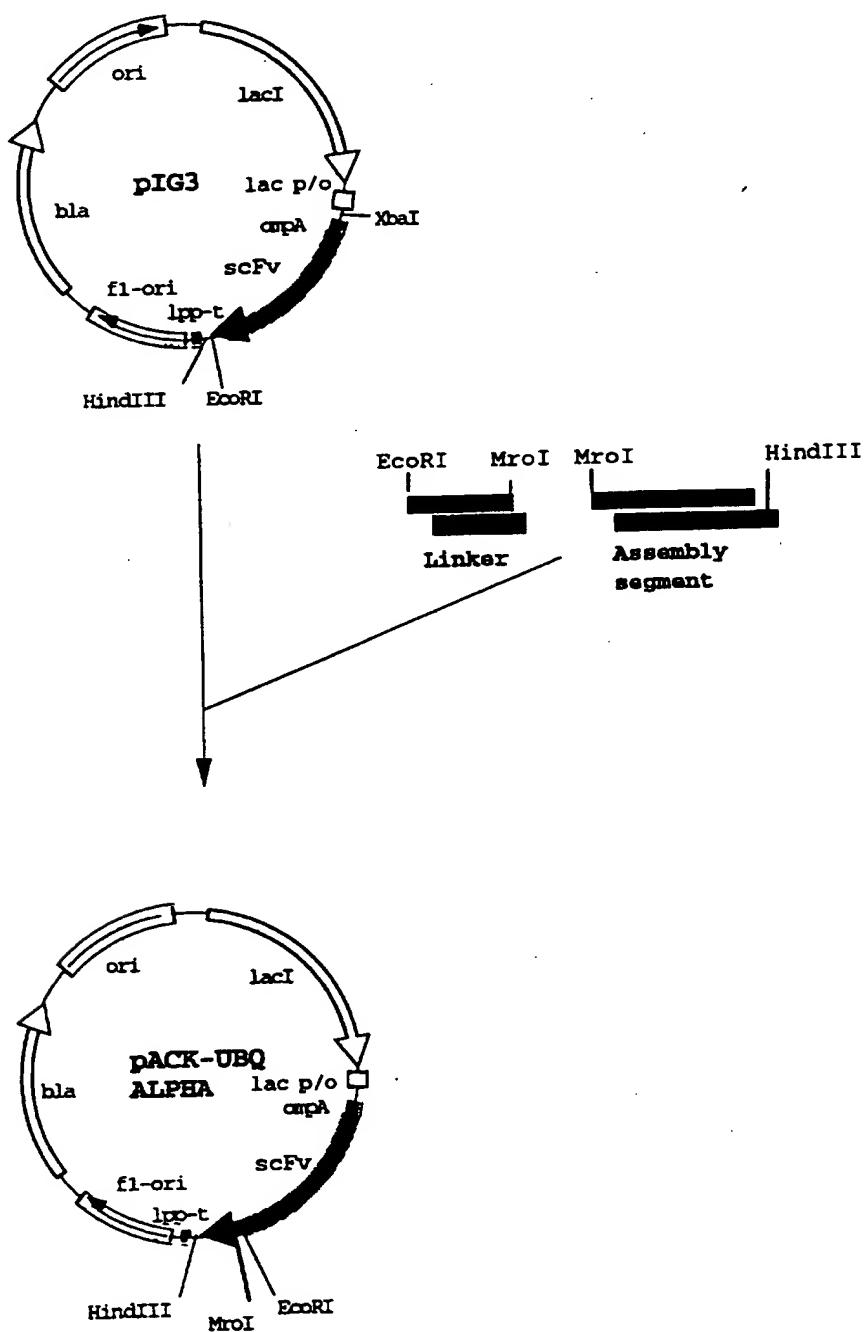 ori
lacI
pIG3
lac p/o
ompA
XbaI
bla
scFv
f1-ori
lpp-t
HindIII
EcoRI
EcoRI
MroI
MroI
HindIII
Linker
Assembly
segment
ori
lacI
pACK-UBQ
ALPHA
lac p/o
ompA
bla
scFv
f1-ori
lpp-t
HindIII
MroI
EcoRI